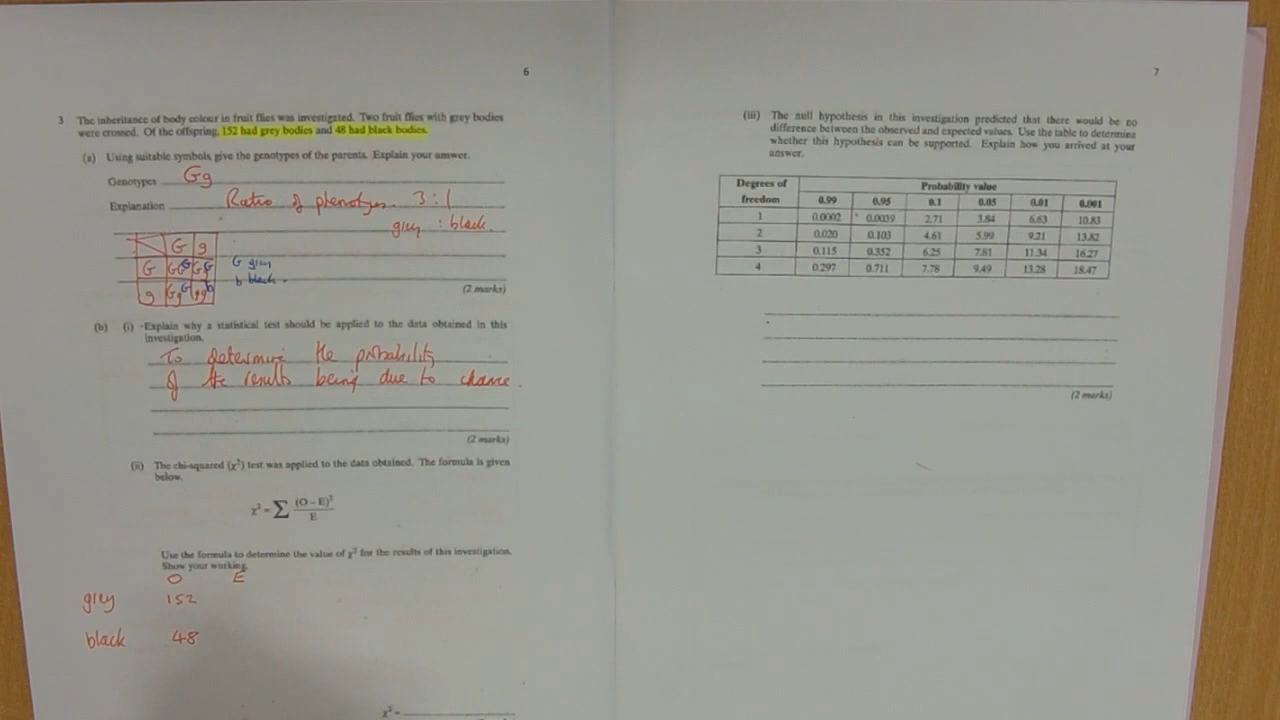 6
3 The inheritance of body colour in fruit flies was investigated. Two fruit flies with grey bodies
were crossed. Of the offspring, 152 had grey bodies and 48 had black bodies.
(a) Using suitable symbols, give the genotypes of the parents. Explain your answer.
Genotypes Gg
Explanation Ratio of phenotypes. 3:1
grey : black.
G g
G GG Gg G grey
b black.
g Gg gg
(2 marks)
(b) (i) Explain why a statistical test should be applied to the data obtained in this
investigation.
To determine the probability
of the results being due to chance.
(2 marks)
(ii) The chi-squared (χ²) test was applied to the data obtained. The formula is given
below.
χ² = ∑ (O – E)²
E
Use the formula to determine the value of χ² for the results of this investigation.
Show your working.
O E
grey 152
black 48
χ² =
7
(iii) The null hypothesis in this investigation predicted that there would be no
difference between the observed and expected values. Use the table to determine
whether this hypothesis can be supported. Explain how you arrived at your
answer.
Degrees of Probability value
freedom 0.99 0.95 0.1 0.05 0.01 0.001
1 0.0002 0.0039 2.71 3.84 6.63 10.83
2 0.020 0.103 4.61 5.99 9.21 13.82
3 0.115 0.352 6.25 7.81 11.34 16.27
4 0.297 0.711 7.78 9.49 13.28 18.47
(2 marks)